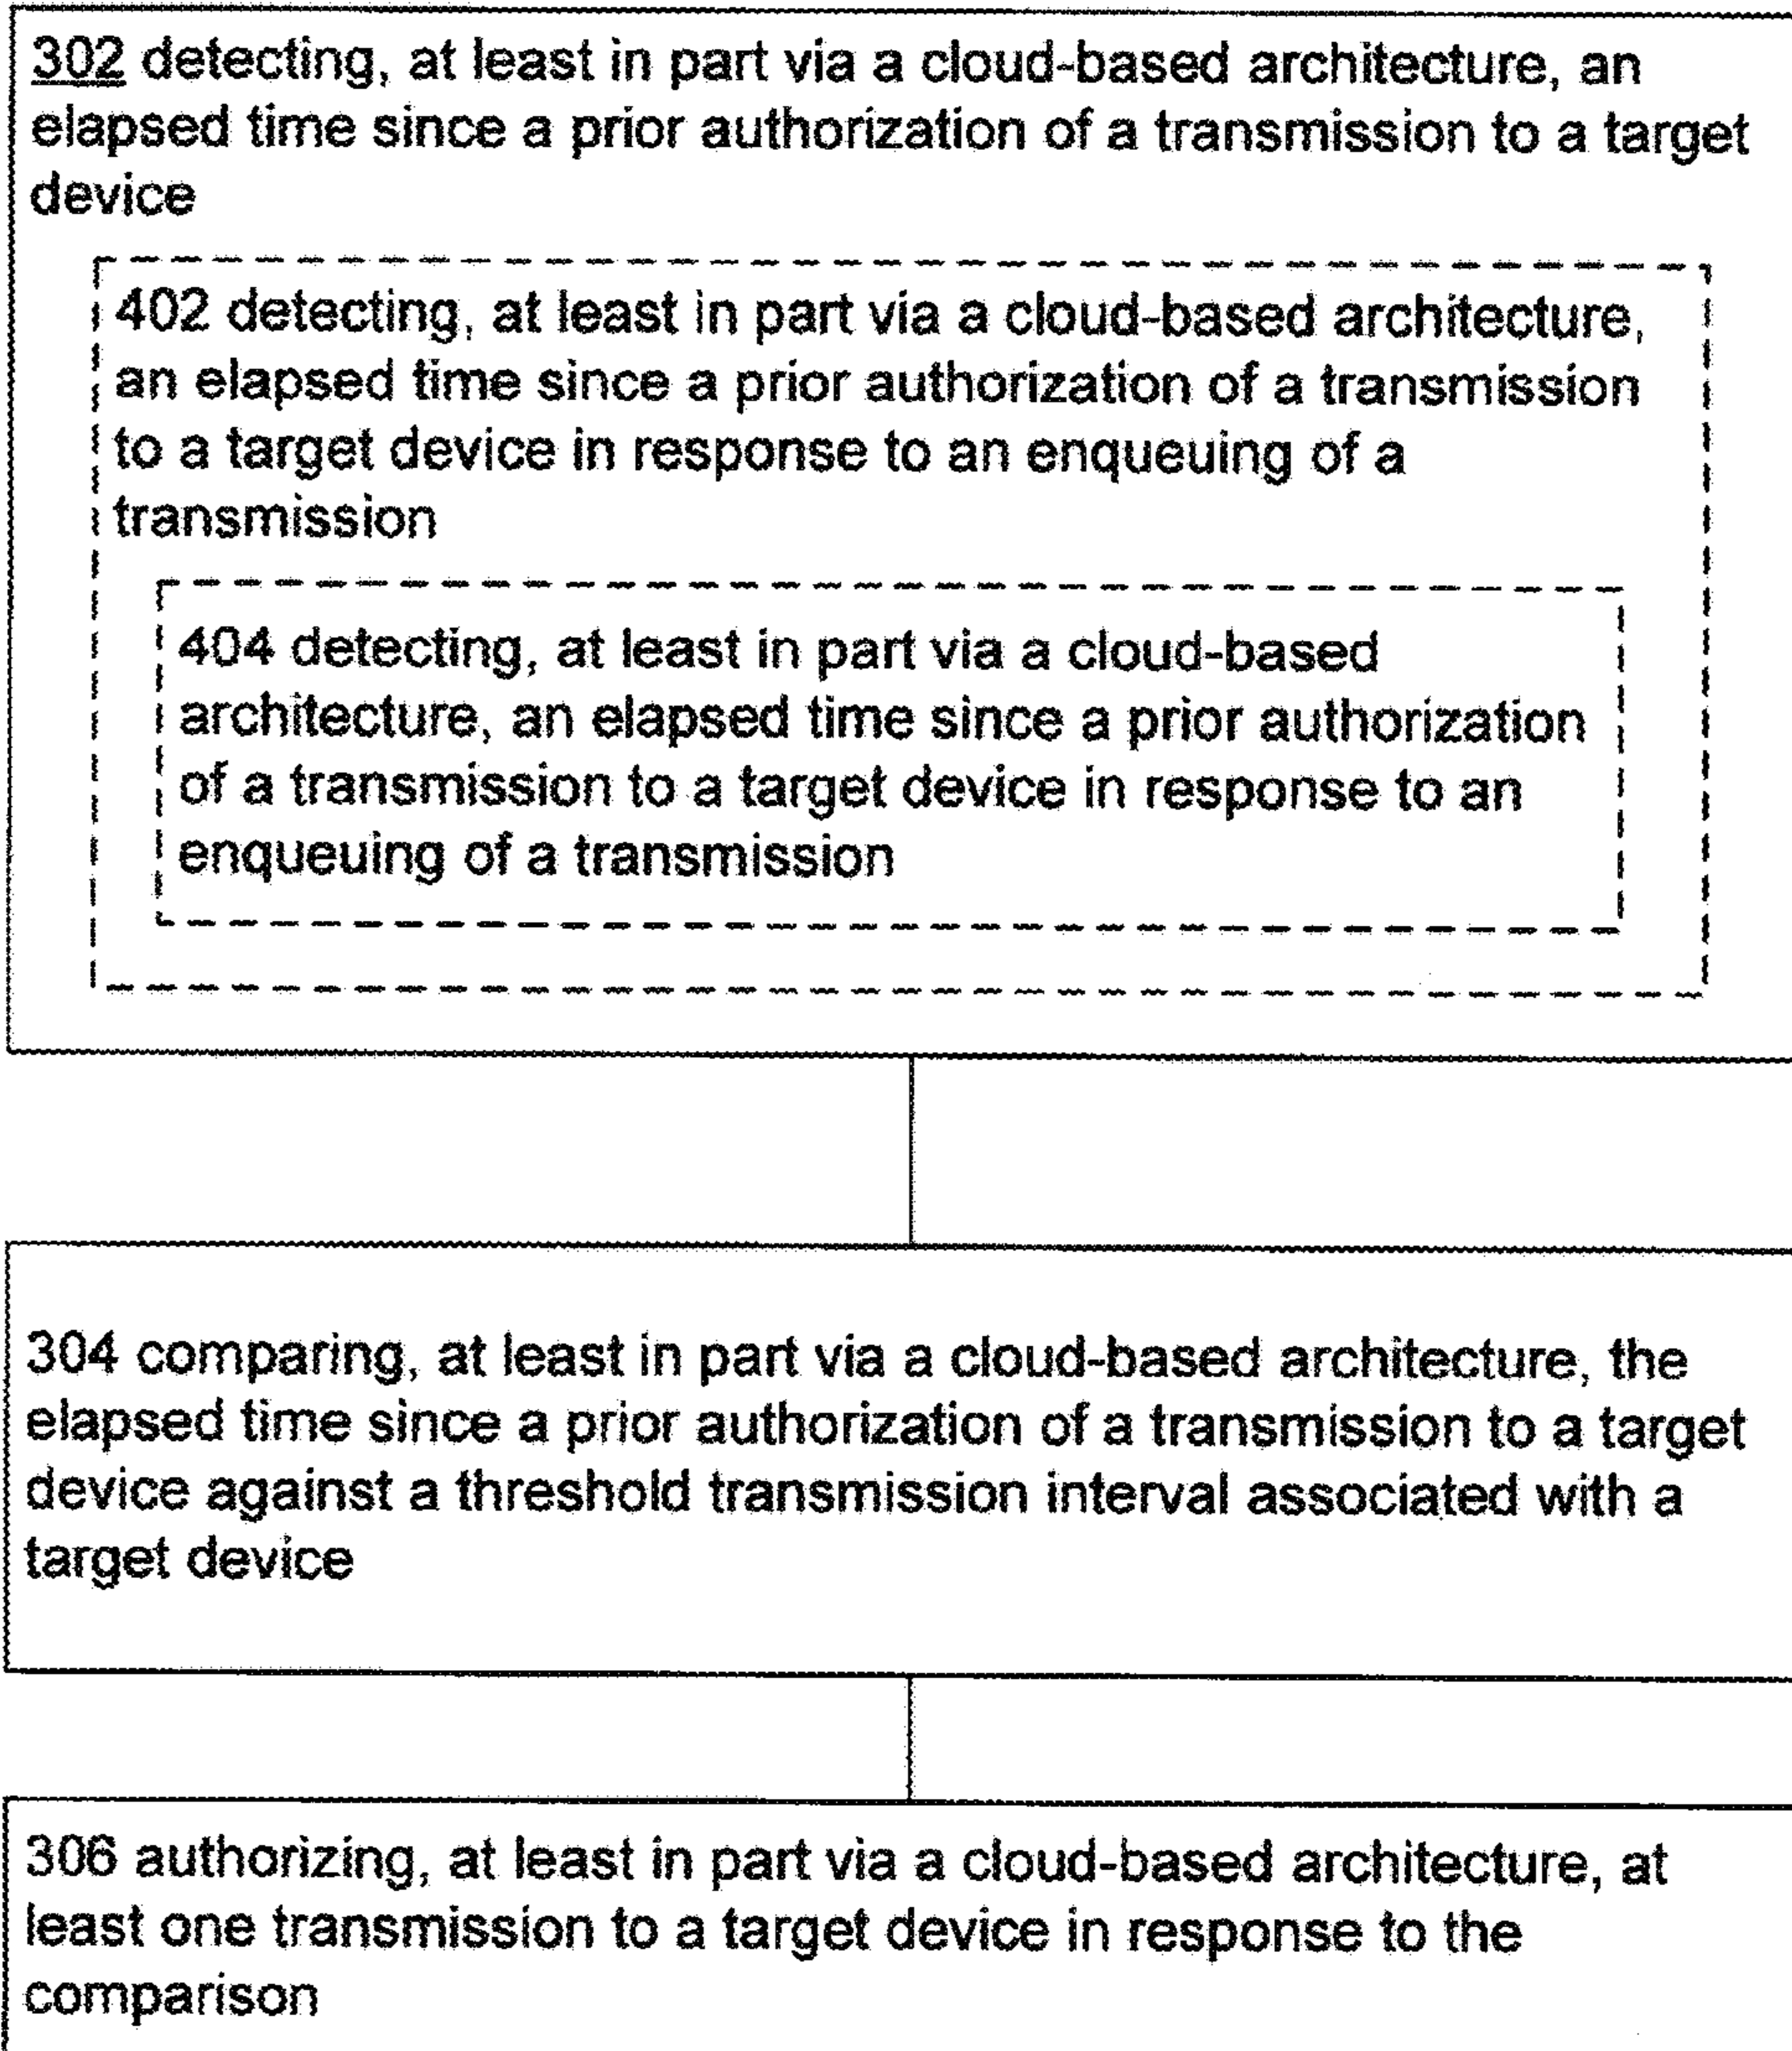 302 detecting, at least in part via a cloud-based architecture, an
elapsed time since a prior authorization of a transmission to a target
device
402 detecting, at least in part via a cloud-based architecture,
an elapsed time since a prior authorization of a transmission
to a target device in response to an enqueuing of a
transmission
404 detecting, at least in part via a cloud-based
architecture, an elapsed time since a prior authorization
of a transmission to a target device in response to an
enqueuing of a transmission
304 comparing, at least in part via a cloud-based architecture, the
elapsed time since a prior authorization of a transmission to a target
device against a threshold transmission interval associated with a
target device
306 authorizing, at least in part via a cloud-based architecture, at
least one transmission to a target device in response to the
comparison